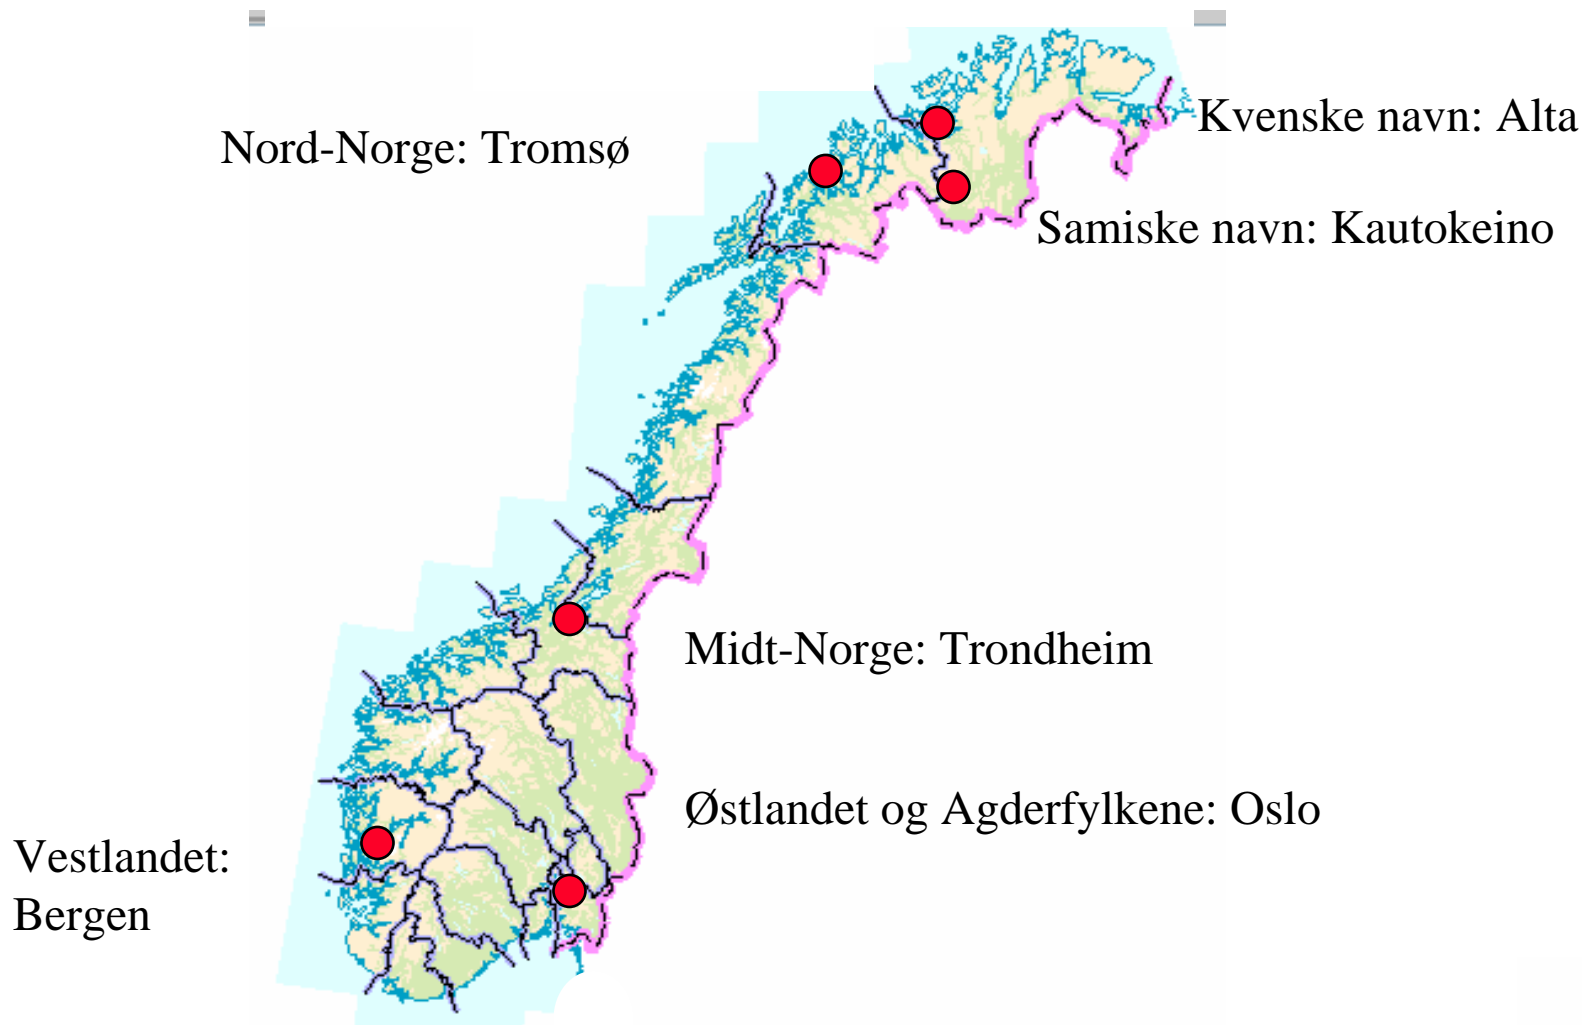 Kvenske navn: Alta
Nord-Norge: Tromsø
Samiske navn: Kautokeino
Midt-Norge: Trondheim
Østlandet og Agderfylkene: Oslo
Vestlandet:
Bergen